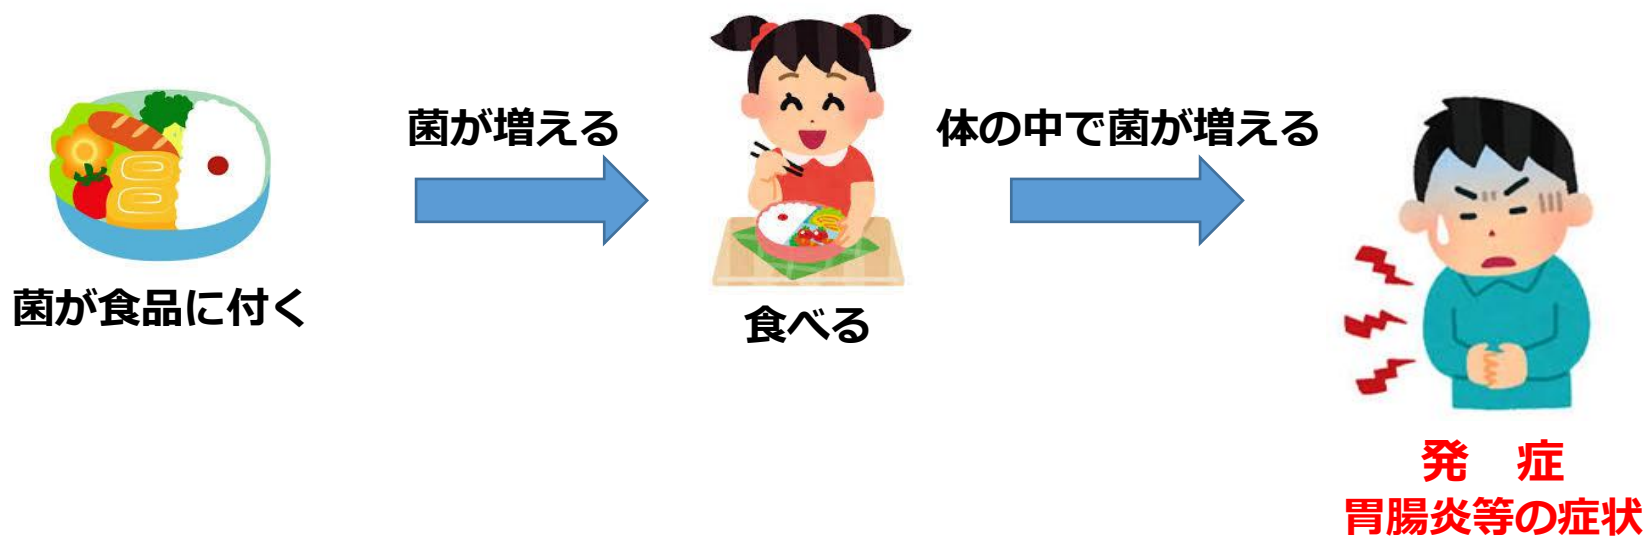 菌が食品に付く
菌が増える
食べる
体の中で菌が増える
発　症
胃腸炎等の症状